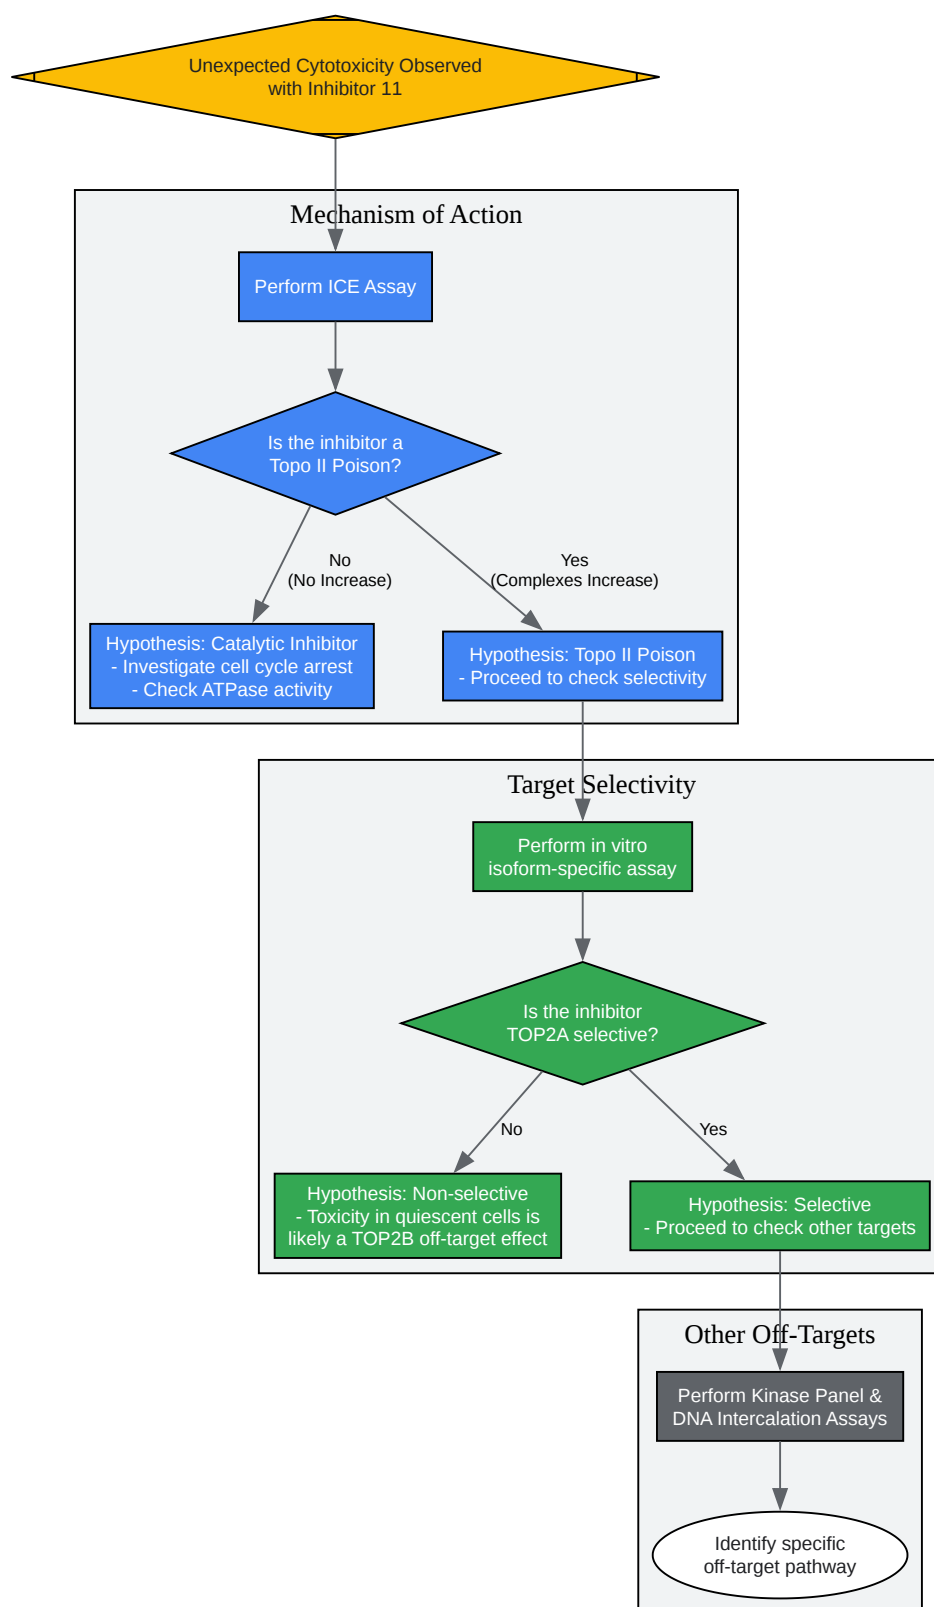 Unexpected Cytotoxicity Observed
with Inhibitor 11
Mechanism of Action
Perform ICE Assay
Is the inhibitor a
Topo II Poison?
No
(No Increase)
Yes
(Complexes Increase)
Hypothesis: Catalytic Inhibitor
- Investigate cell cycle arrest
- Check ATPase activity
Hypothesis: Topo II Poison
- Proceed to check selectivity
Target Selectivity
Perform in vitro
isoform-specific assay
Is the inhibitor
TOP2A selective?
No
Yes
Hypothesis: Non-selective
- Toxicity in quiescent cells is
likely a TOP2B off-target effect
Hypothesis: Selective
- Proceed to check other targets
Other Off-Targets
Perform Kinase Panel &
DNA Intercalation Assays
Identify specific
off-target pathway